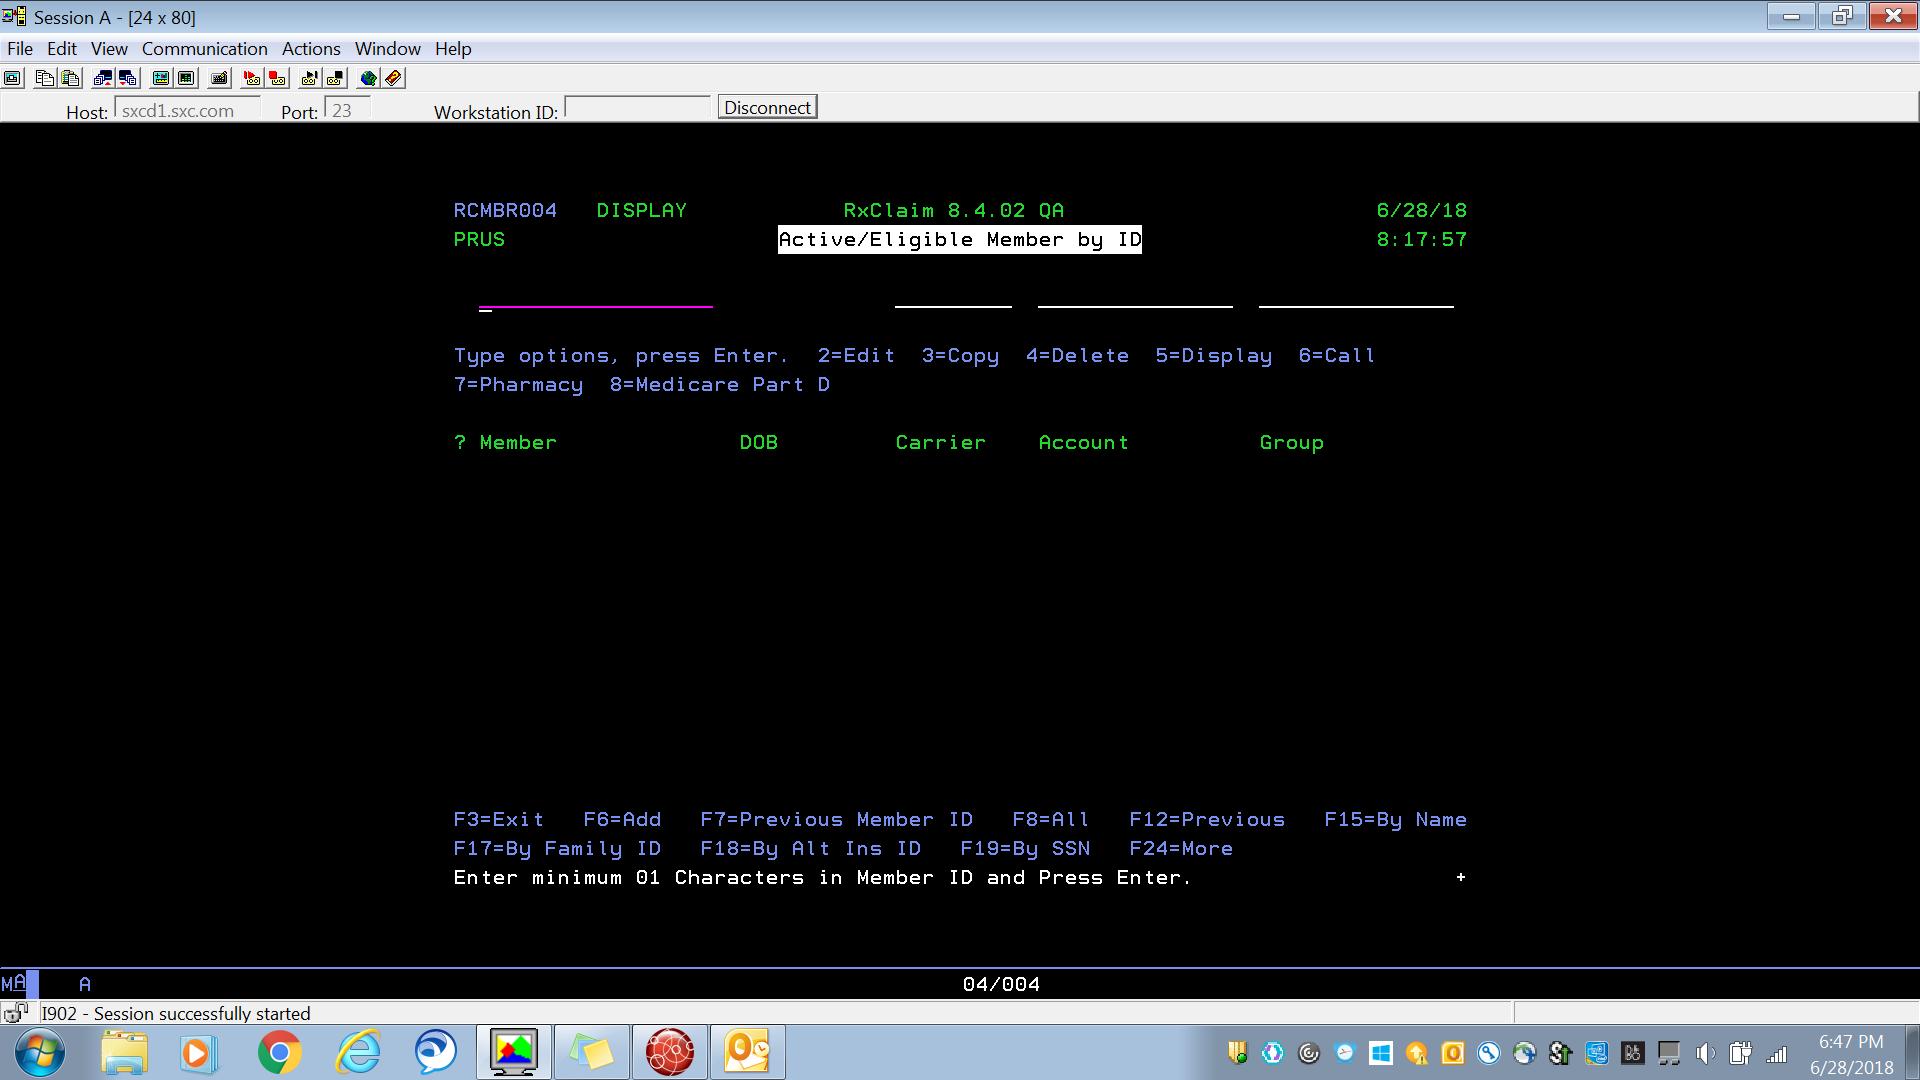 Session A - [24 x 80]
File Edit View Communication Actions Window Help
Host: sxcd1.sxc.com Port: 23 Workstation ID: Disconnect
RCMBR004 DISPLAY RxClaim 8.4.02 QA 6/28/18
PRUS Active/Eligible Member by ID 8:17:57
Type options, press Enter. 2=Edit 3=Copy 4=Delete 5=Display 6=Call
7=Pharmacy 8=Medicare Part D
? Member DOB Carrier Account Group
F3=Exit F6=Add F7=Previous Member ID F8=All F12=Previous F15=By Name
F17=By Family ID F18=By Alt Ins ID F19=By SSN F24=More
Enter minimum 01 Characters in Member ID and Press Enter. +
MA A 04/004
I902 - Session successfully started
6:47 PM
6/28/2018